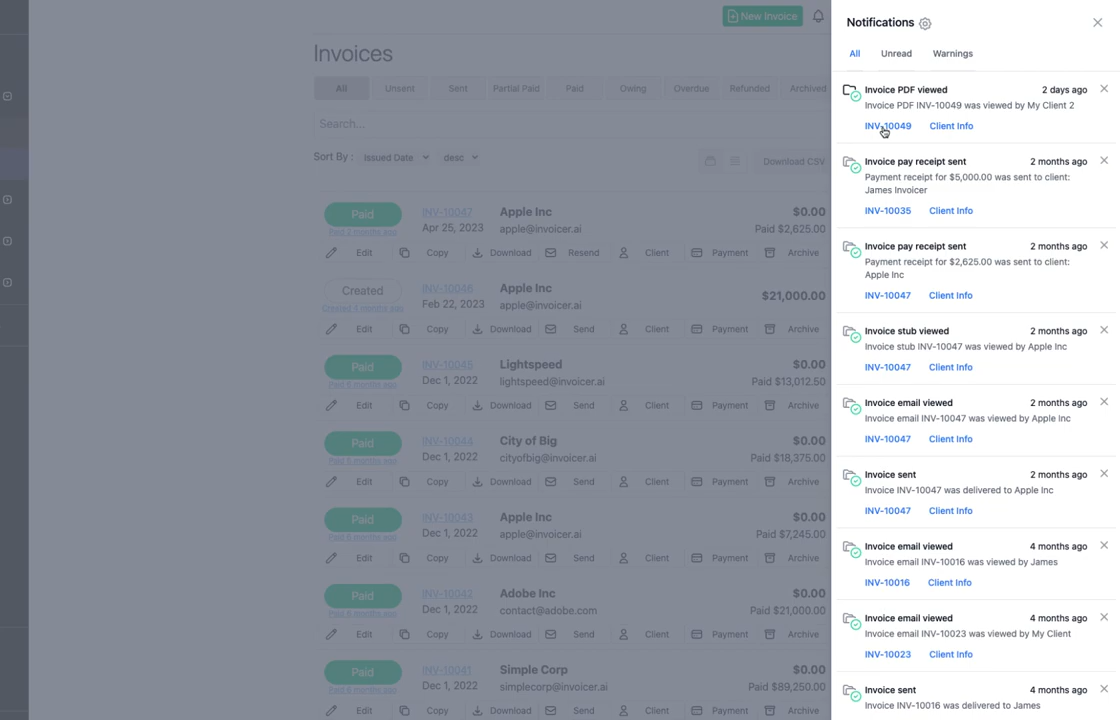 New Invoice
Invoices
All Unsent Sent Partial Paid Paid Owing Overdue Refunded Archived
Search...
Sort By : Issued Date desc Download CSV
Paid INV-10047 Apple Inc $0.00
Paid 2 months ago Apr 25, 2023 apple@invoicer.ai Paid $2,625.00
Edit Copy Download Resend Client Payment Archive
Created INV-10046 Apple Inc $21,000.00
Created 4 months ago Feb 22, 2023 apple@invoicer.ai
Edit Copy Download Send Client Payment Archive
Paid INV-10045 Lightspeed $0.00
Paid 6 months ago Dec 1, 2022 lightspeed@invoicer.ai Paid $13,012.50
Edit Copy Download Send Client Payment Archive
Paid INV-10044 City of Big $0.00
Paid 5 months ago Dec 1, 2022 cityofbig@invoicer.ai Paid $18,375.00
Edit Copy Download Send Client Payment Archive
Paid INV-10043 Apple Inc $0.00
Paid 6 months ago Dec 1, 2022 apple@invoicer.ai Paid $7,245.00
Edit Copy Download Send Client Payment Archive
Paid INV-10042 Adobe Inc $0.00
Paid 6 months ago Dec 1, 2022 contact@adobe.com Paid $21,000.00
Edit Copy Download Send Client Payment Archive
Paid INV-10041 Simple Corp $0.00
Paid 6 months ago Dec 1, 2022 simplecorp@invoicer.ai Paid $89,250.00
Edit Copy Download Send Client Payment Archive
Notifications
All Unread Warnings
Invoice PDF viewed 2 days ago
Invoice PDF INV-10049 was viewed by My Client 2
INV-10049 Client Info
Invoice pay receipt sent 2 months ago
Payment receipt for $5,000.00 was sent to client:
James Invoicer
INV-10035 Client Info
Invoice pay receipt sent 2 months ago
Payment receipt for $2,625.00 was sent to client:
Apple Inc
INV-10047 Client Info
Invoice stub viewed 2 months ago
Invoice stub INV-10047 was viewed by Apple Inc
INV-10047 Client Info
Invoice email viewed 2 months ago
Invoice email INV-10047 was viewed by Apple Inc
INV-10047 Client Info
Invoice sent 2 months ago
Invoice INV-10047 was delivered to Apple Inc
INV-10047 Client Info
Invoice email viewed 4 months ago
Invoice email INV-10016 was viewed by James
INV-10016 Client Info
Invoice email viewed 4 months ago
Invoice email INV-10023 was viewed by My Client
INV-10023 Client Info
Invoice sent 4 months ago
Invoice INV-10016 was delivered to James